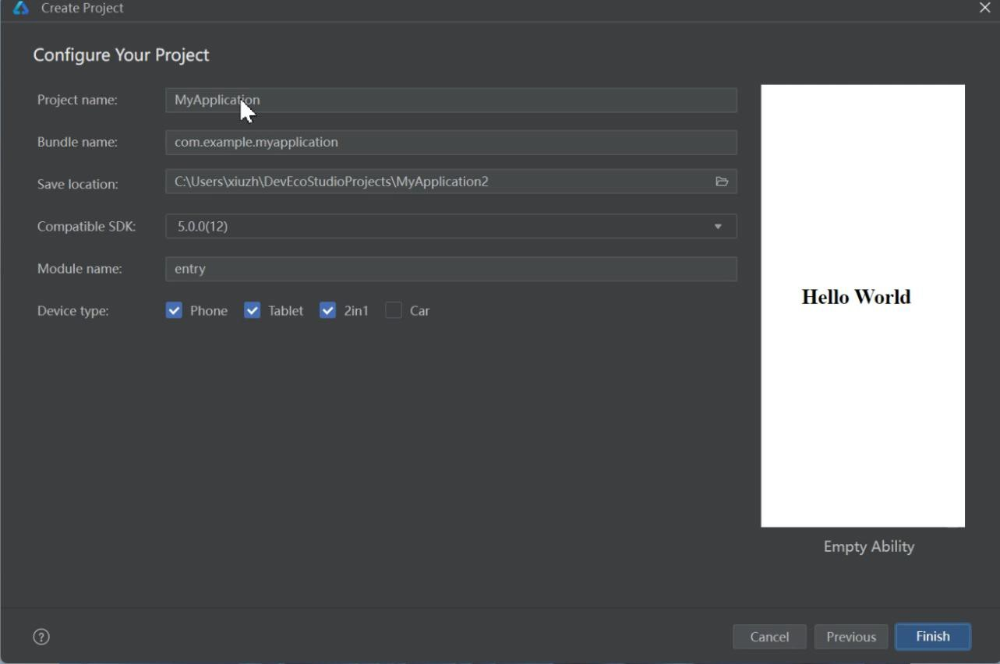 Create Project
Configure Your Project
Project name: MyApplication
Bundle name: com.example.myapplication
Save location: C:\Users\xiuzh\DevEcoStudioProjects\MyApplication2
Compatible SDK: 5.0.0(12)
Module name: entry
Device type: Phone Tablet 2in1 Car
Hello World
Empty Ability
? Cancel Previous Finish